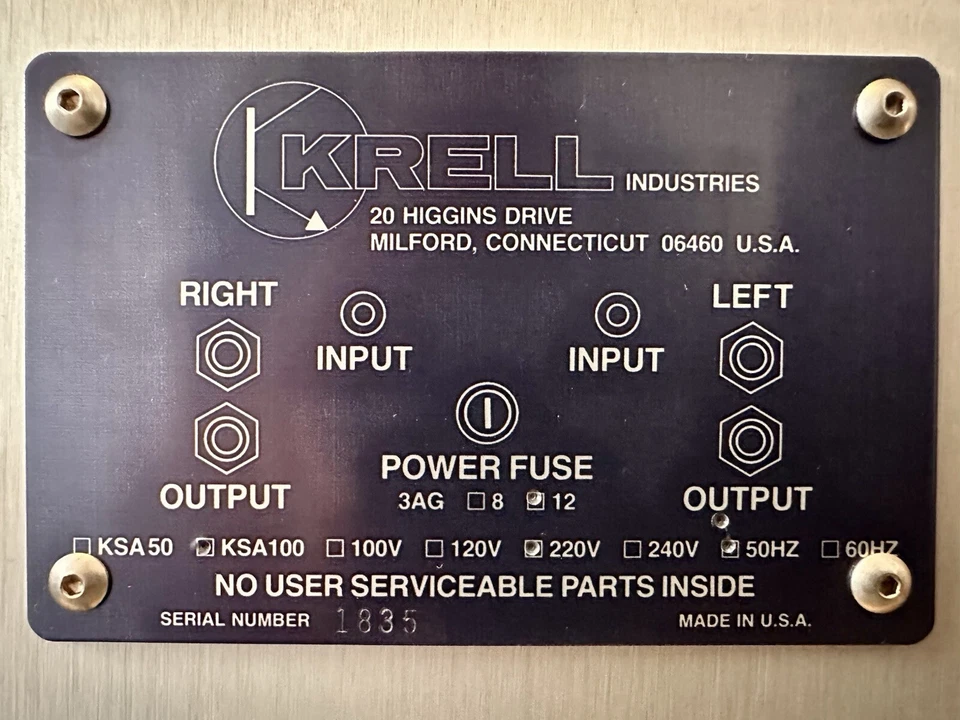 KRELL INDUSTRIES
20 HIGGINS DRIVE
MILFORD, CONNECTICUT 06460 U.S.A.
RIGHT LEFT
INPUT INPUT
POWER FUSE
3AG 8 12
OUTPUT OUTPUT
KSA50 KSA100 100V 120V 220V 240V 50HZ 60HZ
NO USER SERVICEABLE PARTS INSIDE
SERIAL NUMBER 1835 MADE IN U.S.A.